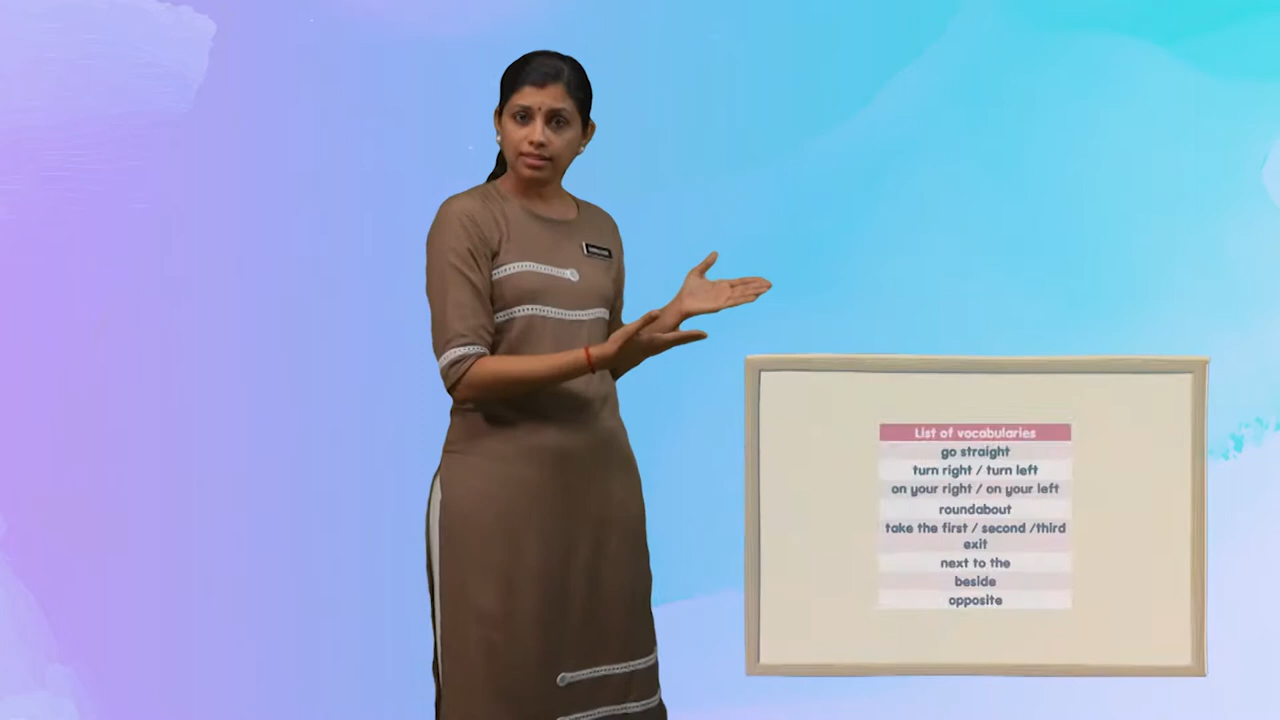 List of vocabularies
go straight
turn right / turn left
on your right / on your left
roundabout
take the first / second /third
exit
next to the
beside
opposite